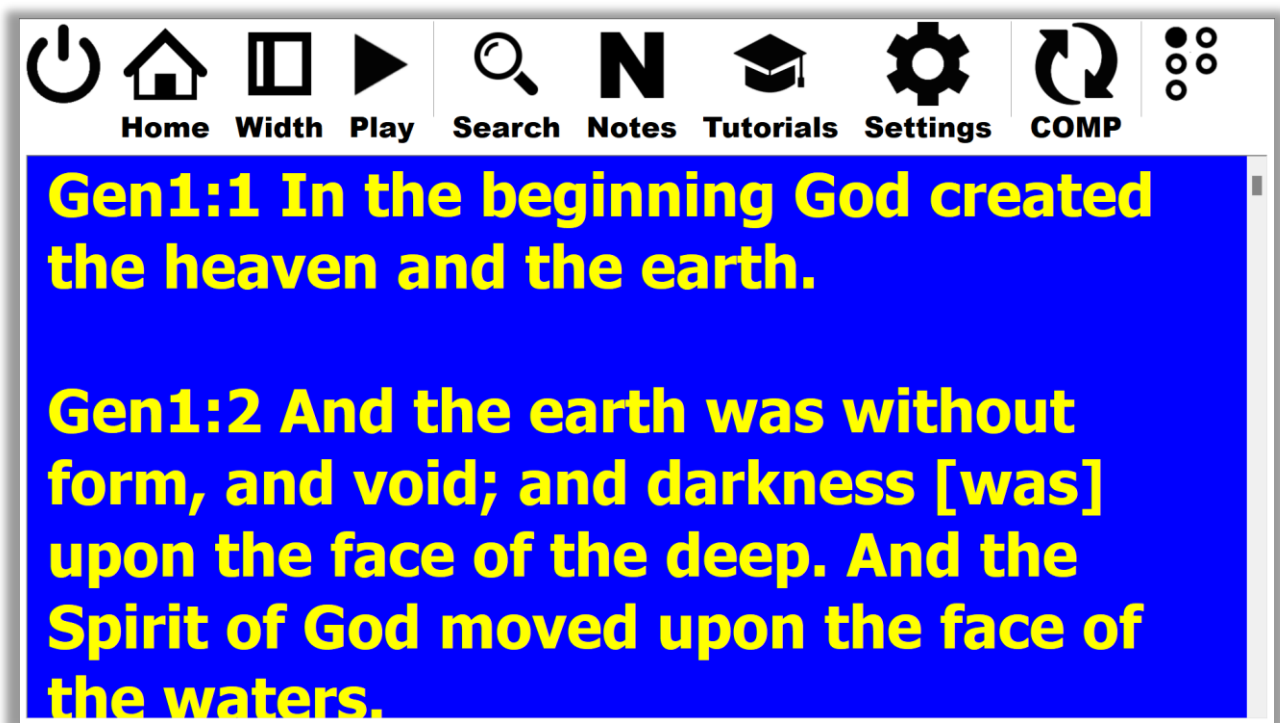 Home Width Play Search Notes Tutorials Settings COMP
Gen1:1 In the beginning God created
the heaven and the earth.
Gen1:2 And the earth was without
form, and void; and darkness [was]
upon the face of the deep. And the
Spirit of God moved upon the face of
the waters.